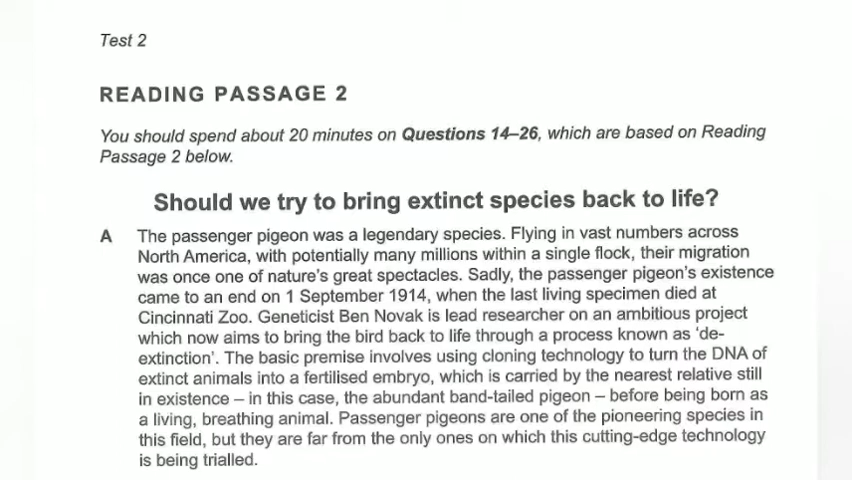 Test 2
READING PASSAGE 2
You should spend about 20 minutes on Questions 14–26, which are based on Reading
Passage 2 below.
Should we try to bring extinct species back to life?
A The passenger pigeon was a legendary species. Flying in vast numbers across
North America, with potentially many millions within a single flock, their migration
was once one of nature's great spectacles. Sadly, the passenger pigeon's existence
came to an end on 1 September 1914, when the last living specimen died at
Cincinnati Zoo. Geneticist Ben Novak is lead researcher on an ambitious project
which now aims to bring the bird back to life through a process known as 'de-
extinction'. The basic premise involves using cloning technology to turn the DNA of
extinct animals into a fertilised embryo, which is carried by the nearest relative still
in existence – in this case, the abundant band-tailed pigeon – before being born as
a living, breathing animal. Passenger pigeons are one of the pioneering species in
this field, but they are far from the only ones on which this cutting-edge technology
is being trialled.